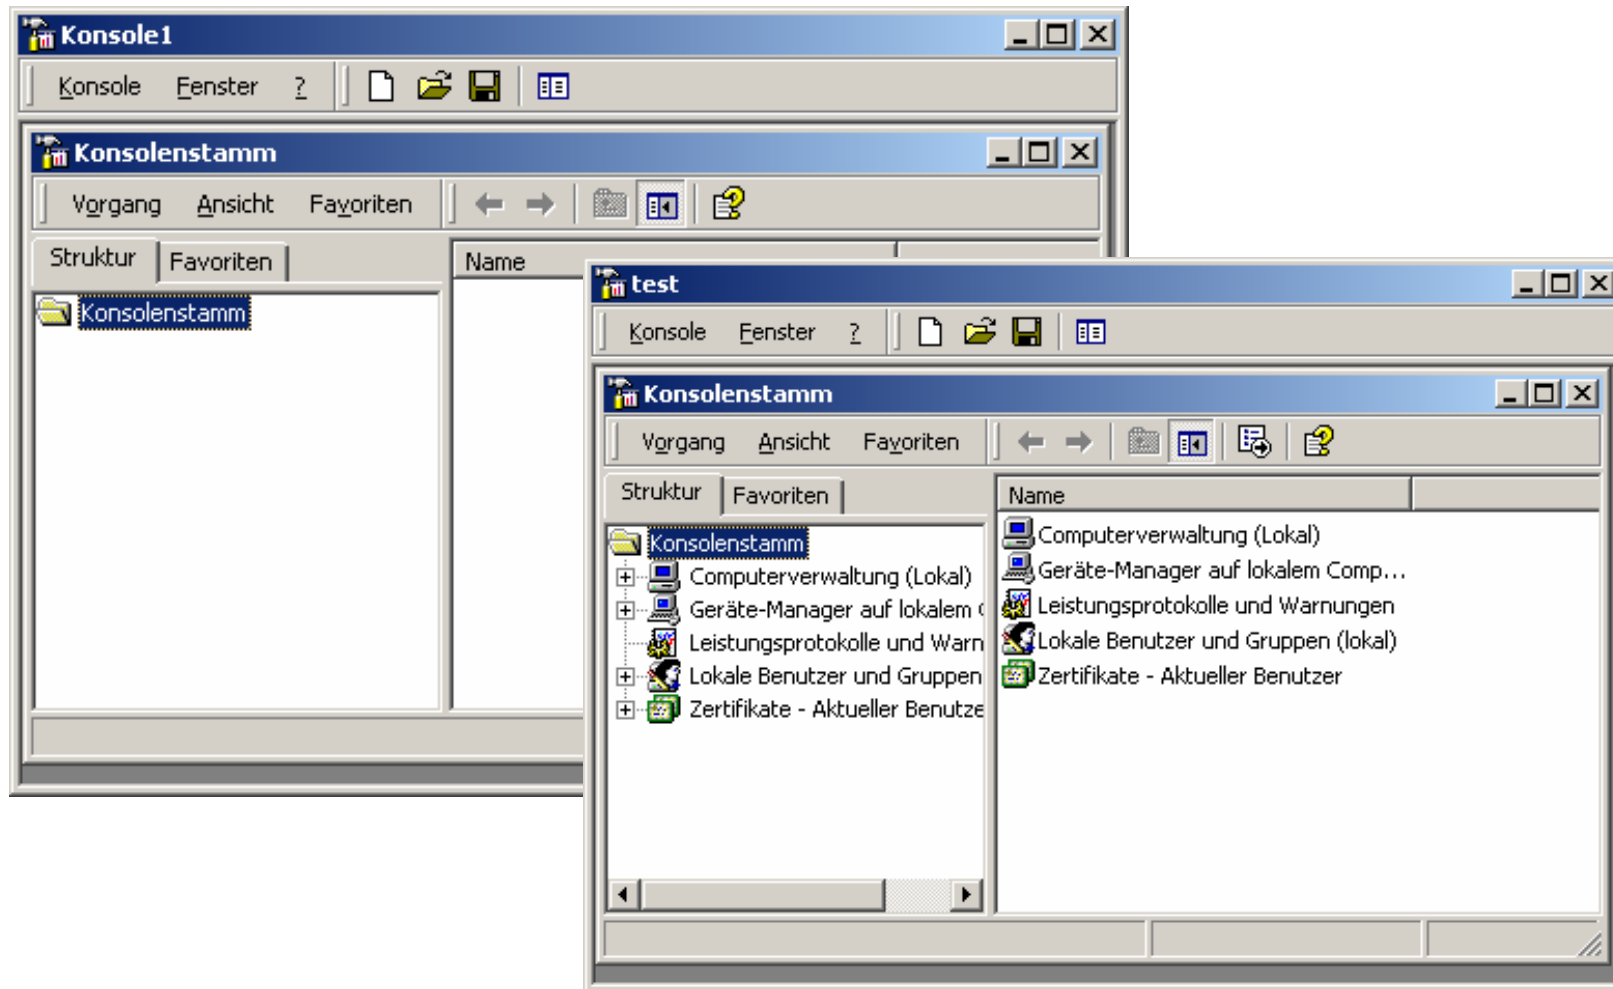 Konsole1
Konsole Fenster ?
Konsolenstamm
Vorgang Ansicht Favoriten
Struktur Favoriten
Name
Konsolenstamm
test
Konsole Fenster ?
Konsolenstamm
Vorgang Ansicht Favoriten
Struktur Favoriten
Name
Konsolenstamm
Computerverwaltung (Lokal)
Geräte-Manager auf lokalem
Leistungsprotokolle und Warn
Lokale Benutzer und Gruppen
Zertifikate - Aktueller Benutze
Computerverwaltung (Lokal)
Geräte-Manager auf lokalem Comp...
Leistungsprotokolle und Warnungen
Lokale Benutzer und Gruppen (lokal)
Zertifikate - Aktueller Benutzer